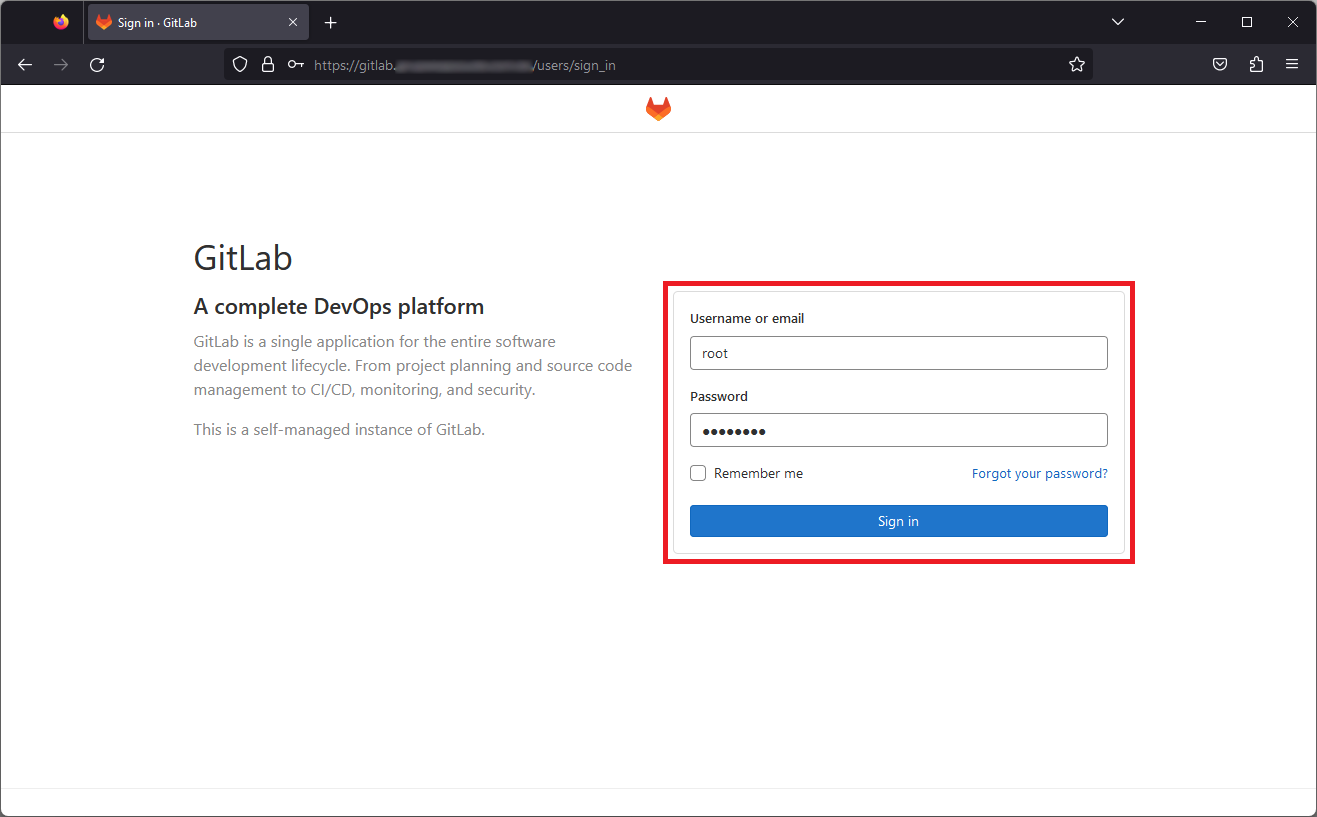 Sign in · GitLab
https://gitlab. /users/sign_in
GitLab
A complete DevOps platform
GitLab is a single application for the entire software
development lifecycle. From project planning and source code
management to CI/CD, monitoring, and security.
This is a self-managed instance of GitLab.
Username or email
root
Password
Remember me
Forgot your password?
Sign in